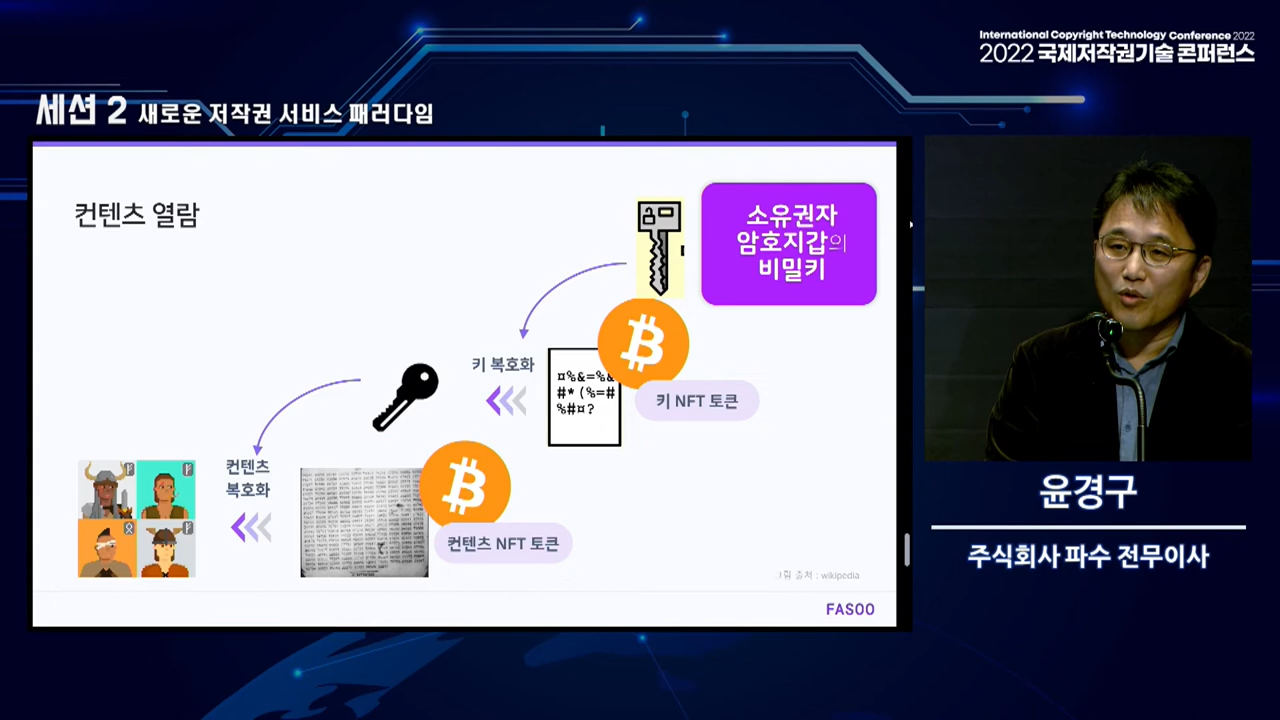 International Copyright Technology Conference 2022
2022 국제저작권기술 콘퍼런스
세션 2 새로운 저작권 서비스 패러다임
컨텐츠 열람
소유권자
암호지갑의
비밀키
키 복호화
¤%&=%&
#*(%=#
%#¤?
키 NFT 토큰
컨텐츠
복호화
컨텐츠 NFT 토큰
출처 : wikipedia
FASOO
윤경구
주식회사 파수 전무이사